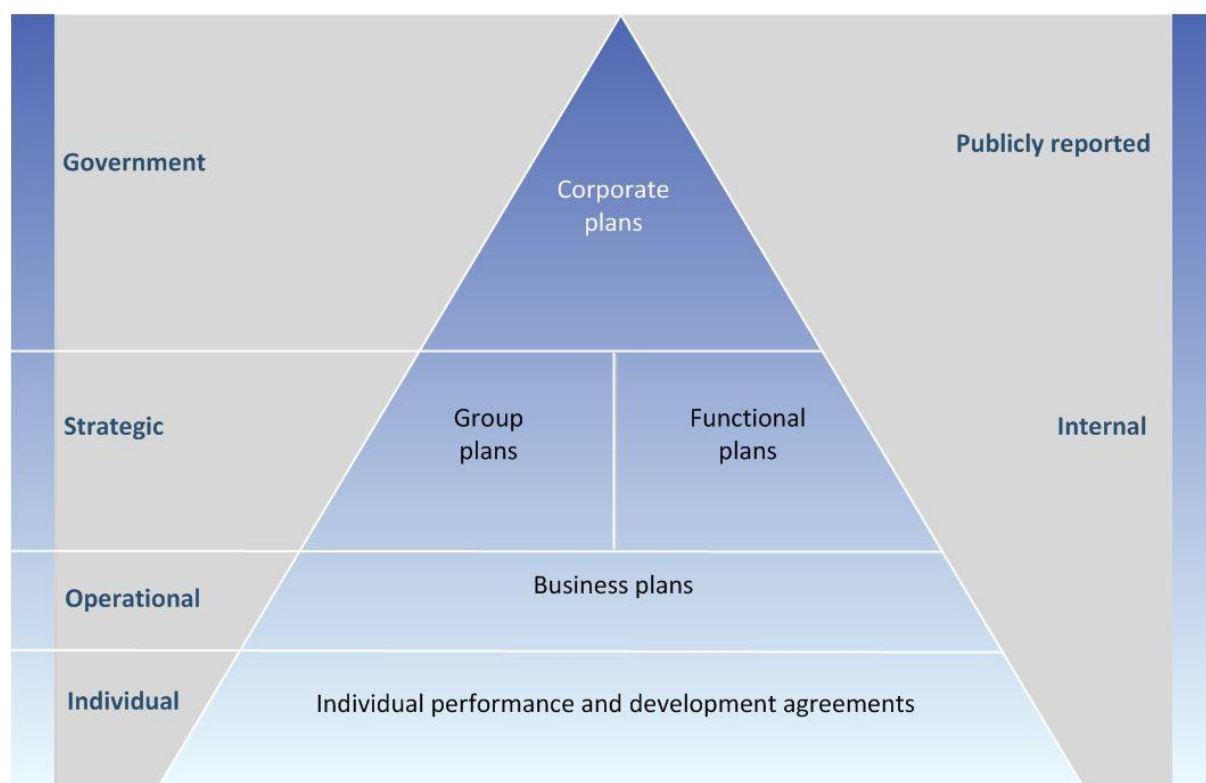 Government
Publicly reported
Corporate
plans
Strategic
Group
plans
Functional
plans
Internal
Operational
Business plans
Individual
Individual performance and development agreements